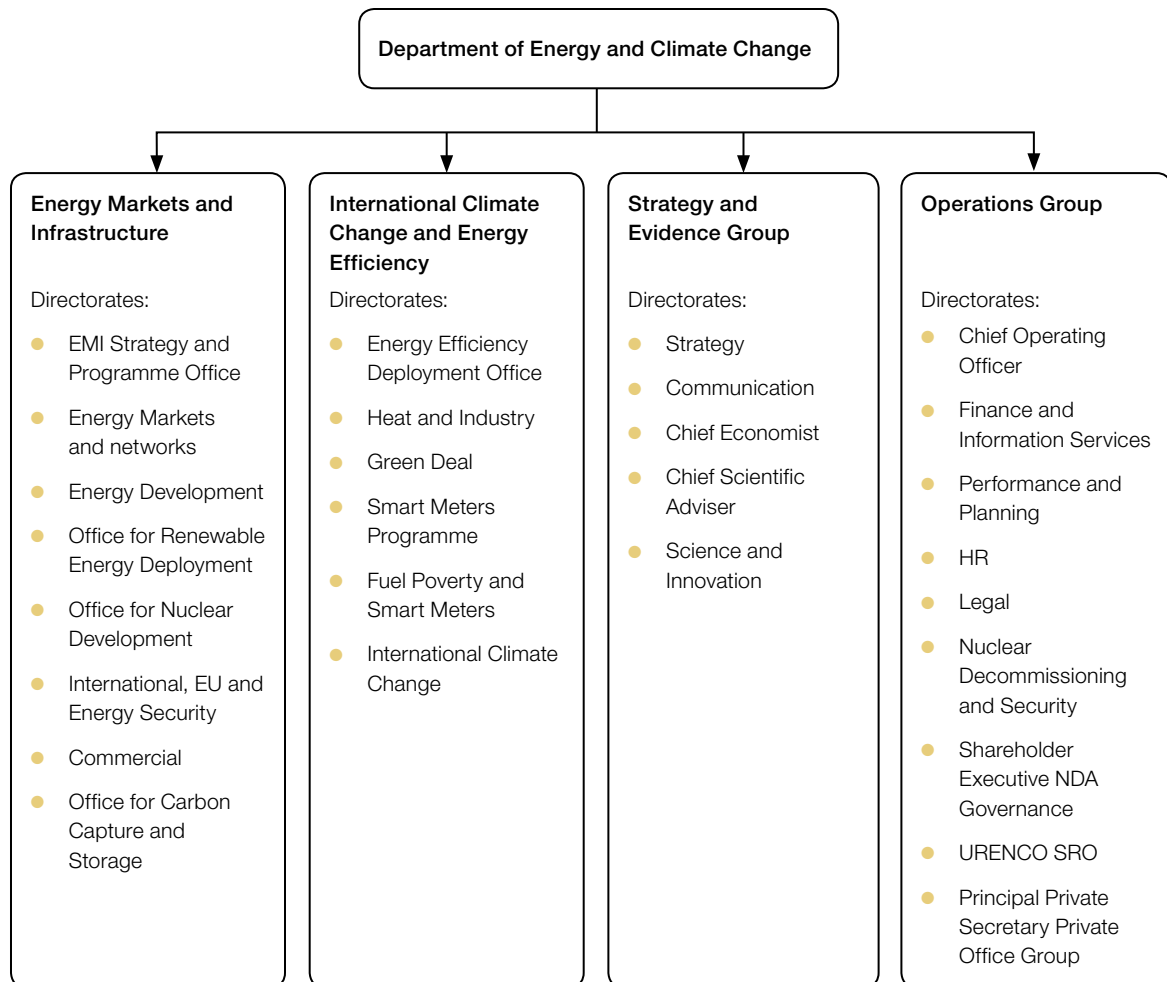 Department of Energy and Climate Change
Energy Markets and
Infrastructure
Directorates:
EMI Strategy and
Programme Office
Energy Markets
and networks
Energy Development
Office for Renewable
Energy Deployment
Office for Nuclear
Development
International, EU and
Energy Security
Commercial
Office for Carbon
Capture and
Storage
International Climate
Change and Energy
Efficiency
Directorates:
Energy Efficiency
Deployment Office
Heat and Industry
Green Deal
Smart Meters
Programme
Fuel Poverty and
Smart Meters
International Climate
Change
Strategy and
Evidence Group
Directorates:
Strategy
Communication
Chief Economist
Chief Scientific
Adviser
Science and
Innovation
Operations Group
Directorates:
Chief Operating
Officer
Finance and
Information Services
Performance and
Planning
HR
Legal
Nuclear
Decommissioning
and Security
Shareholder
Executive NDA
Governance
URENCO SRO
Principal Private
Secretary Private
Office Group